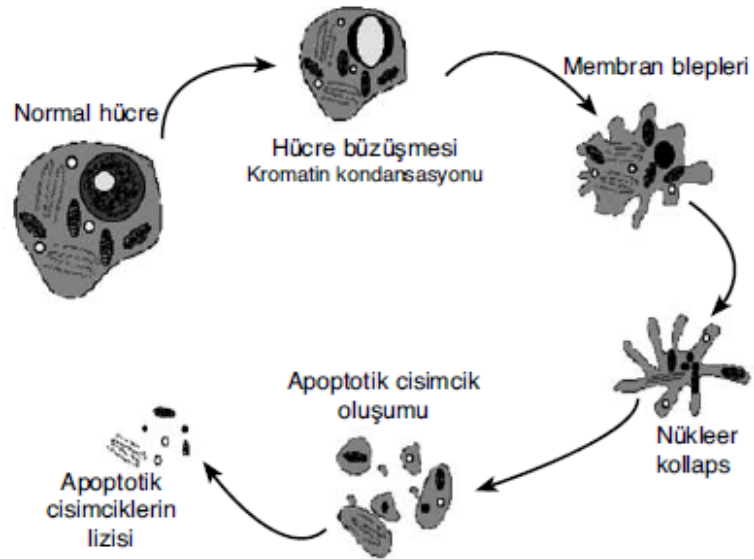 Normal hücre
Hücre büzüşmesi
Kromatin kondansasyonu
Membran blepleri
Nükleer
kollaps
Apoptotik cisimcik
oluşumu
Apoptotik
cisimciklerin
lizisi